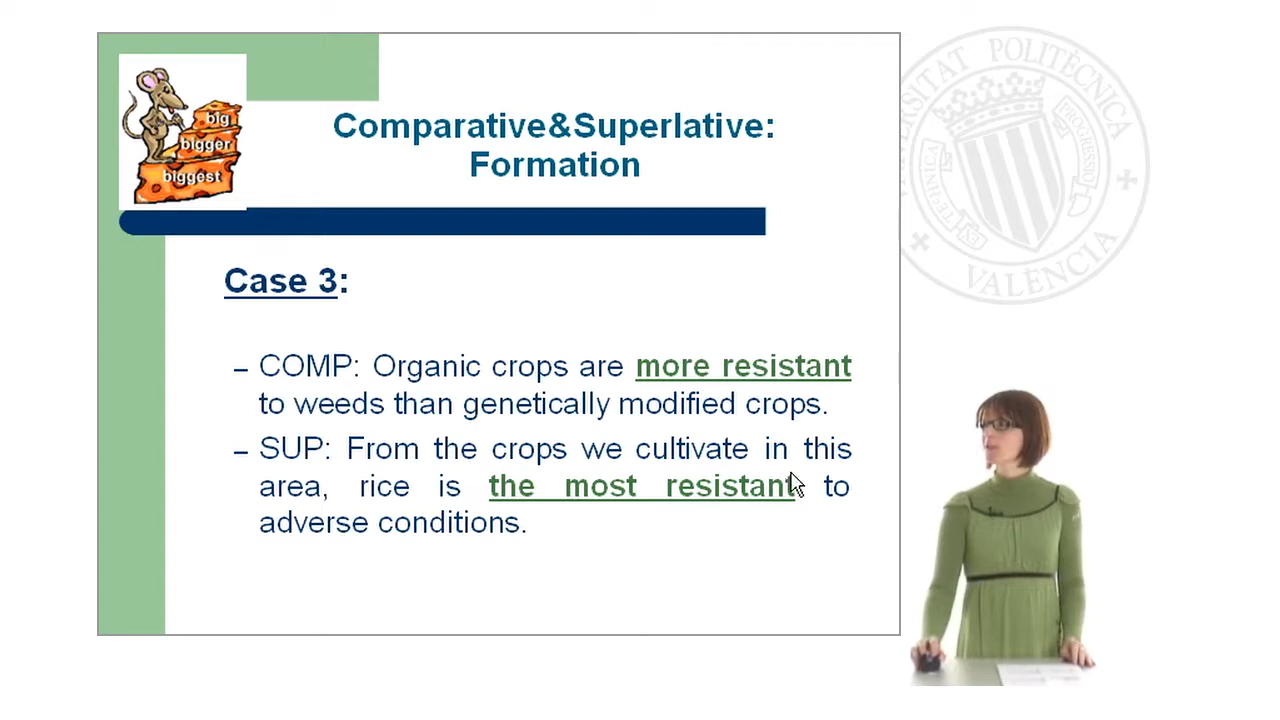 UNIVERSITAT POLITÈCNICA
VALÈNCIA
PROGRESSIO
big
bigger
biggest
Comparative&Superlative:
Formation
Case 3:
– COMP: Organic crops are more resistant
to weeds than genetically modified crops.
– SUP: From the crops we cultivate in this
area, rice is the most resistant to
adverse conditions.